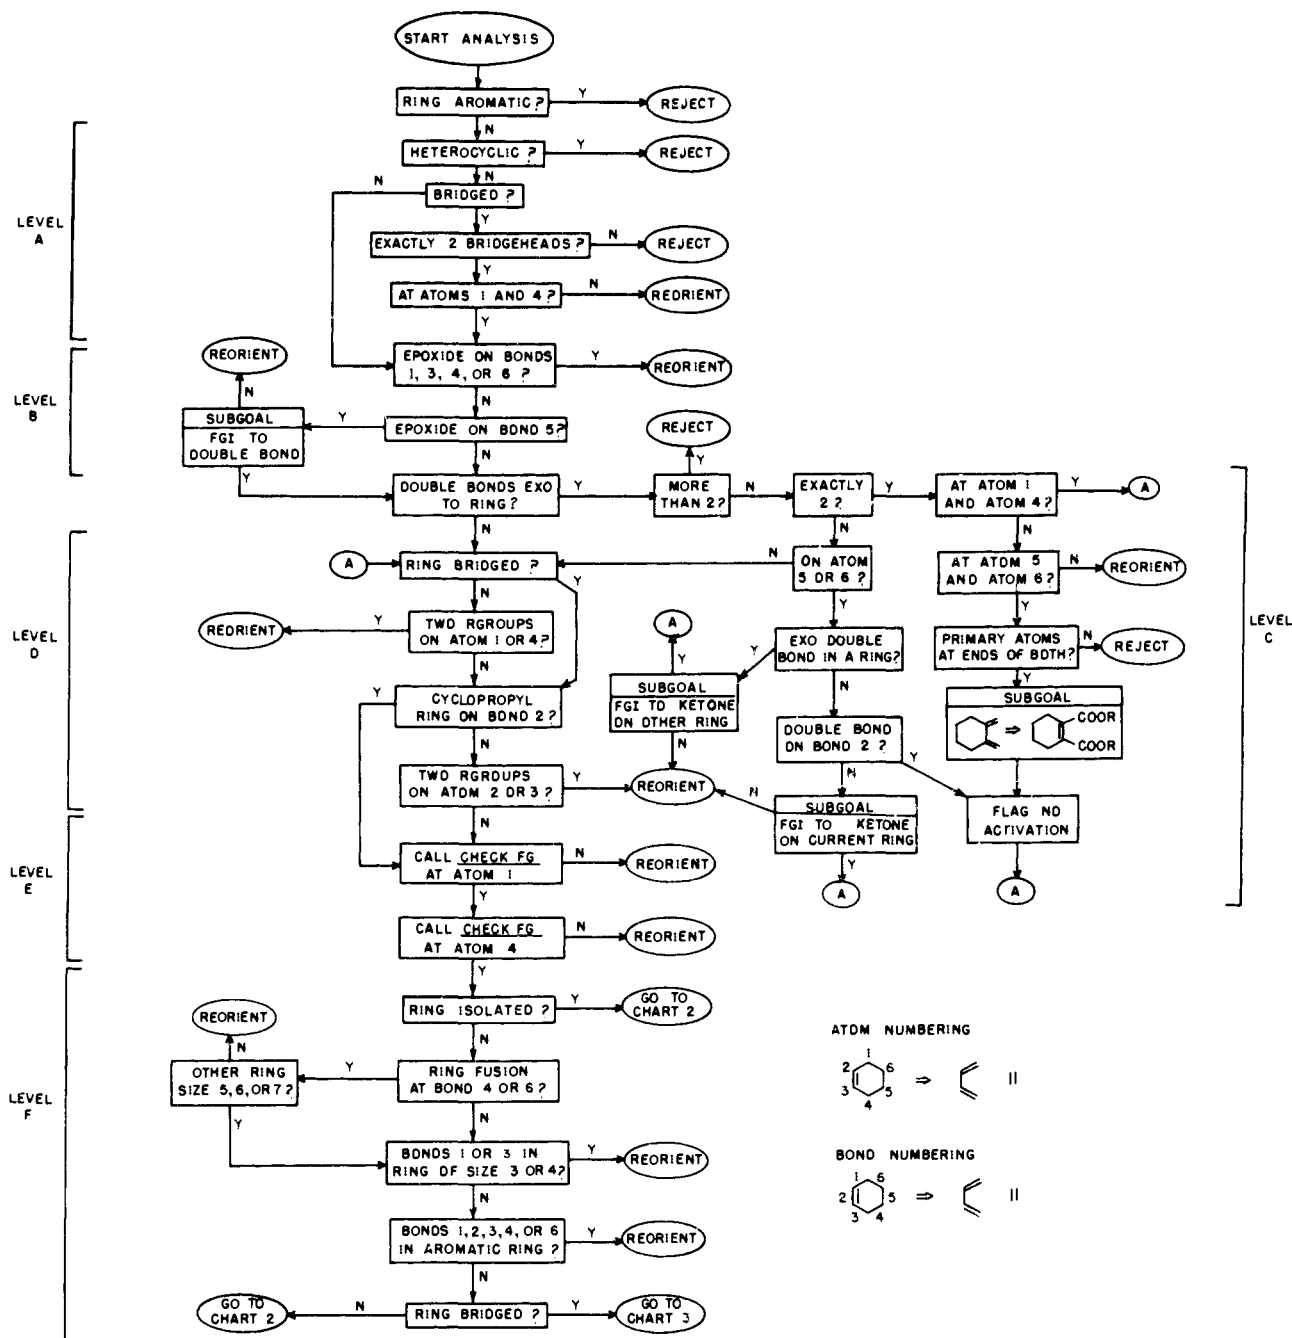 START ANALYSIS
RING AROMATIC ?
Y
REJECT
N
HETEROCYCLIC ?
Y
REJECT
N
N
BRIDGED ?
Y
LEVEL
A
EXACTLY 2 BRIDGEHEADS ?
N
REJECT
Y
AT ATOMS 1 AND 4 ?
N
REORIENT
Y
REORIENT
EPOXIDE ON BONDS
1, 3, 4, OR 6 ?
Y
REORIENT
LEVEL
B
N
N
SUBGOAL
FGI TO
DOUBLE BOND
Y
EPOXIDE ON BOND 5 ?
REJECT
Y
N
Y
DOUBLE BONDS EXO
TO RING ?
Y
MORE
THAN 2 ?
N
EXACTLY
2 ?
Y
AT ATOM 1
AND ATOM 4 ?
Y
A
N
N
N
A
RING BRIDGED ?
N
ON ATOM
5 OR 6 ?
AT ATOM 5
AND ATOM 6 ?
N
REORIENT
Y
N
Y
Y
LEVEL
D
REORIENT
Y
TWO RGROUPS
ON ATOM 1 OR 4 ?
A
EXO DOUBLE
BOND IN A RING ?
PRIMARY ATOMS
AT ENDS OF BOTH ?
N
REJECT
LEVEL
C
N
Y
Y
N
Y
Y
CYCLOPROPYL
RING ON BOND 2 ?
SUBGOAL
FGI TO KETONE
ON OTHER RING
SUBGOAL
⇒
COOR
COOR
N
N
DOUBLE BOND
ON BOND 2 ?
Y
TWO RGROUPS
ON ATOM 2 OR 3 ?
Y
REORIENT
N
N
SUBGOAL
FGI TO KETONE
ON CURRENT RING
FLAG NO
ACTIVATION
N
LEVEL
E
CALL CHECK FG
AT ATOM 1
N
REORIENT
Y
A
A
Y
CALL CHECK FG
AT ATOM 4
N
REORIENT
Y
RING ISOLATED ?
Y
GO TO
CHART 2
REORIENT
N
N
ATOM NUMBERING
1
2
6
3
5
4
⇒
LEVEL
F
OTHER RING
SIZE 5, 6, OR 7 ?
Y
RING FUSION
AT BOND 4 OR 6 ?
Y
N
BONDS 1 OR 3 IN
RING OF SIZE 3 OR 4 ?
Y
REORIENT
BOND NUMBERING
1
6
2
5
3
4
⇒
N
BONDS 1, 2, 3, 4, OR 6
IN AROMATIC RING ?
Y
REORIENT
N
GO TO
CHART 2
N
RING BRIDGED ?
Y
GO TO
CHART 3